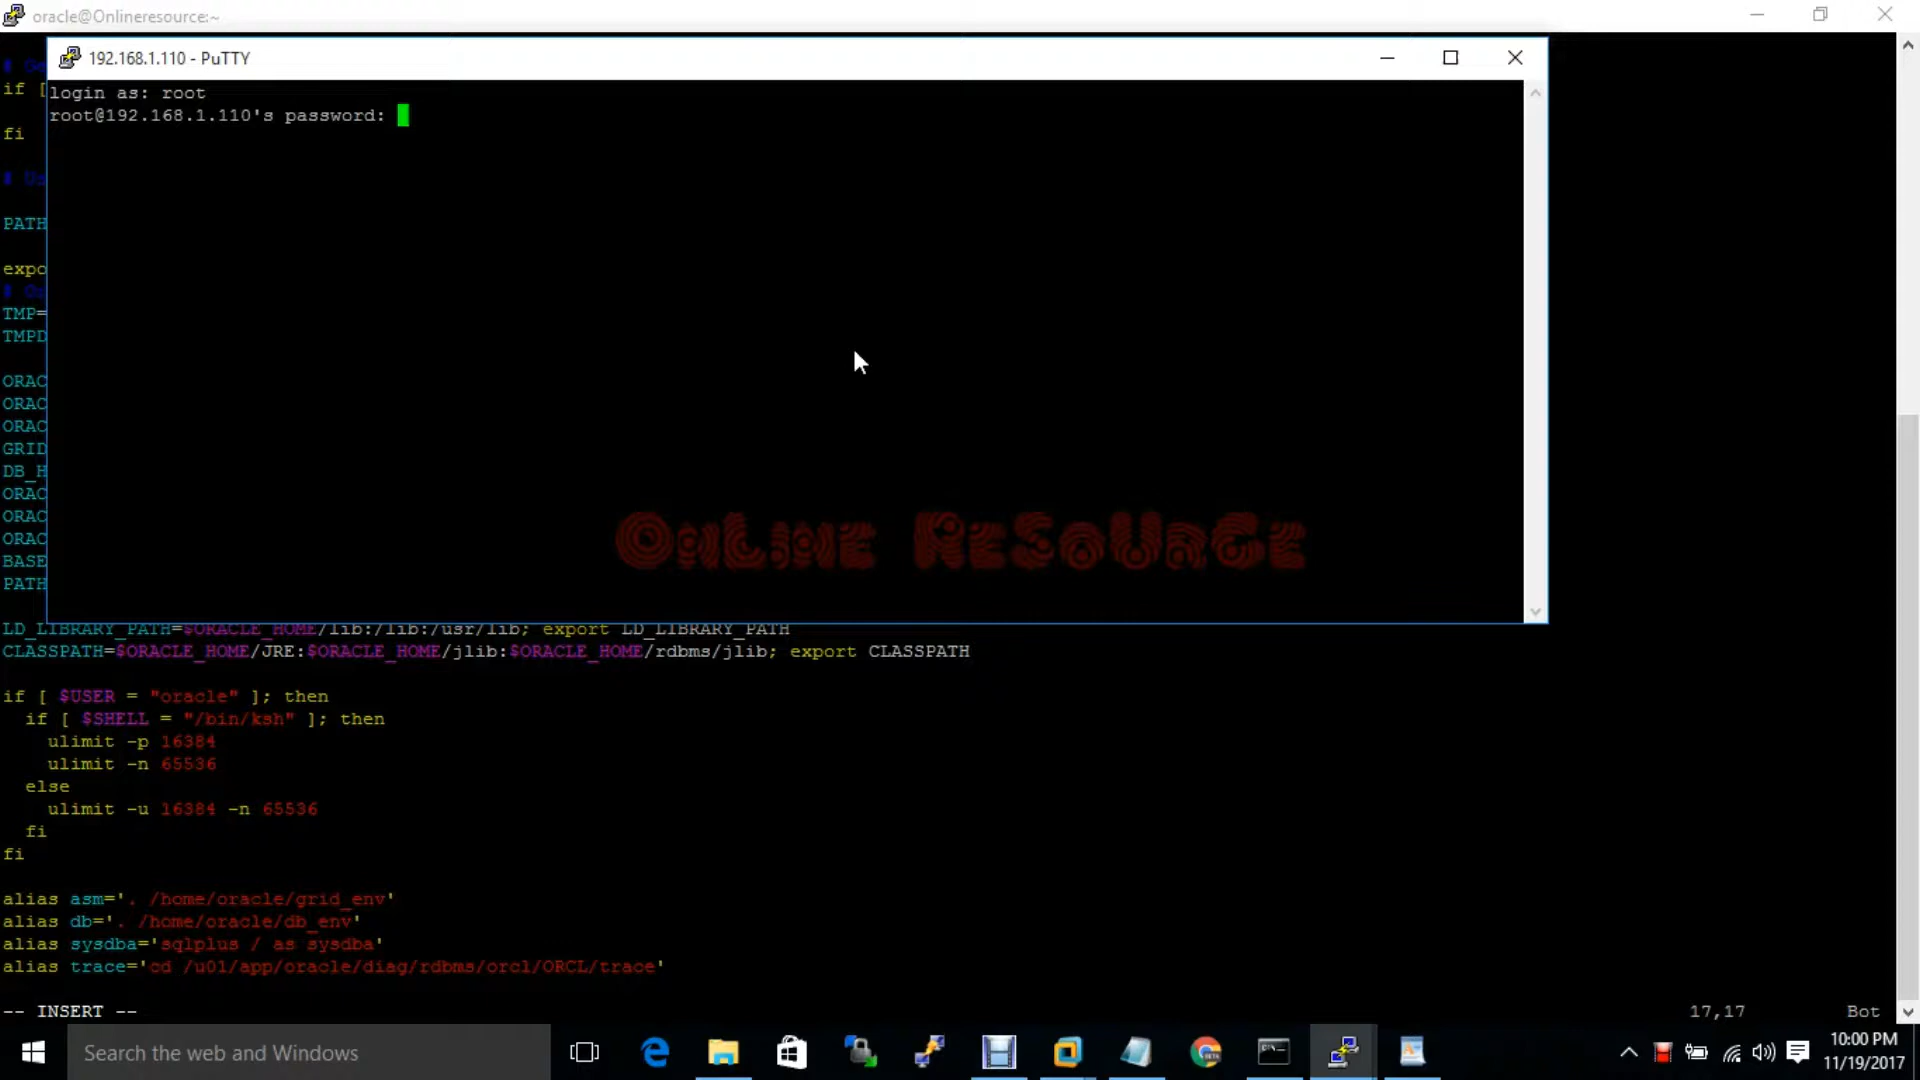 oracle@Onlineresource:~
192.168.1.110 - PuTTY
login as: root
root@192.168.1.110's password:
if [
fi
PATH
expo
TMP=
TMPD
ORAC
ORAC
ORAC
GRID
DB_H
ORAC
ORAC
ORAC
BASE
PATH
OnLiNE ReSoUrCe
LD_LIBRARY_PATH=$ORACLE_HOME/lib:/lib:/usr/lib; export LD_LIBRARY_PATH
CLASSPATH=$ORACLE_HOME/JRE:$ORACLE_HOME/jlib:$ORACLE_HOME/rdbms/jlib; export CLASSPATH
if [ $USER = "oracle" ]; then
if [ $SHELL = "/bin/ksh" ]; then
ulimit -p 16384
ulimit -n 65536
else
ulimit -u 16384 -n 65536
fi
fi
alias asm='. /home/oracle/grid_env'
alias db='. /home/oracle/db_env'
alias sysdba='sqlplus / as sysdba'
alias trace='cd /u01/app/oracle/diag/rdbms/orcl/ORCL/trace'
-- INSERT --
17,17
Bot
Search the web and Windows
10:00 PM
11/19/2017